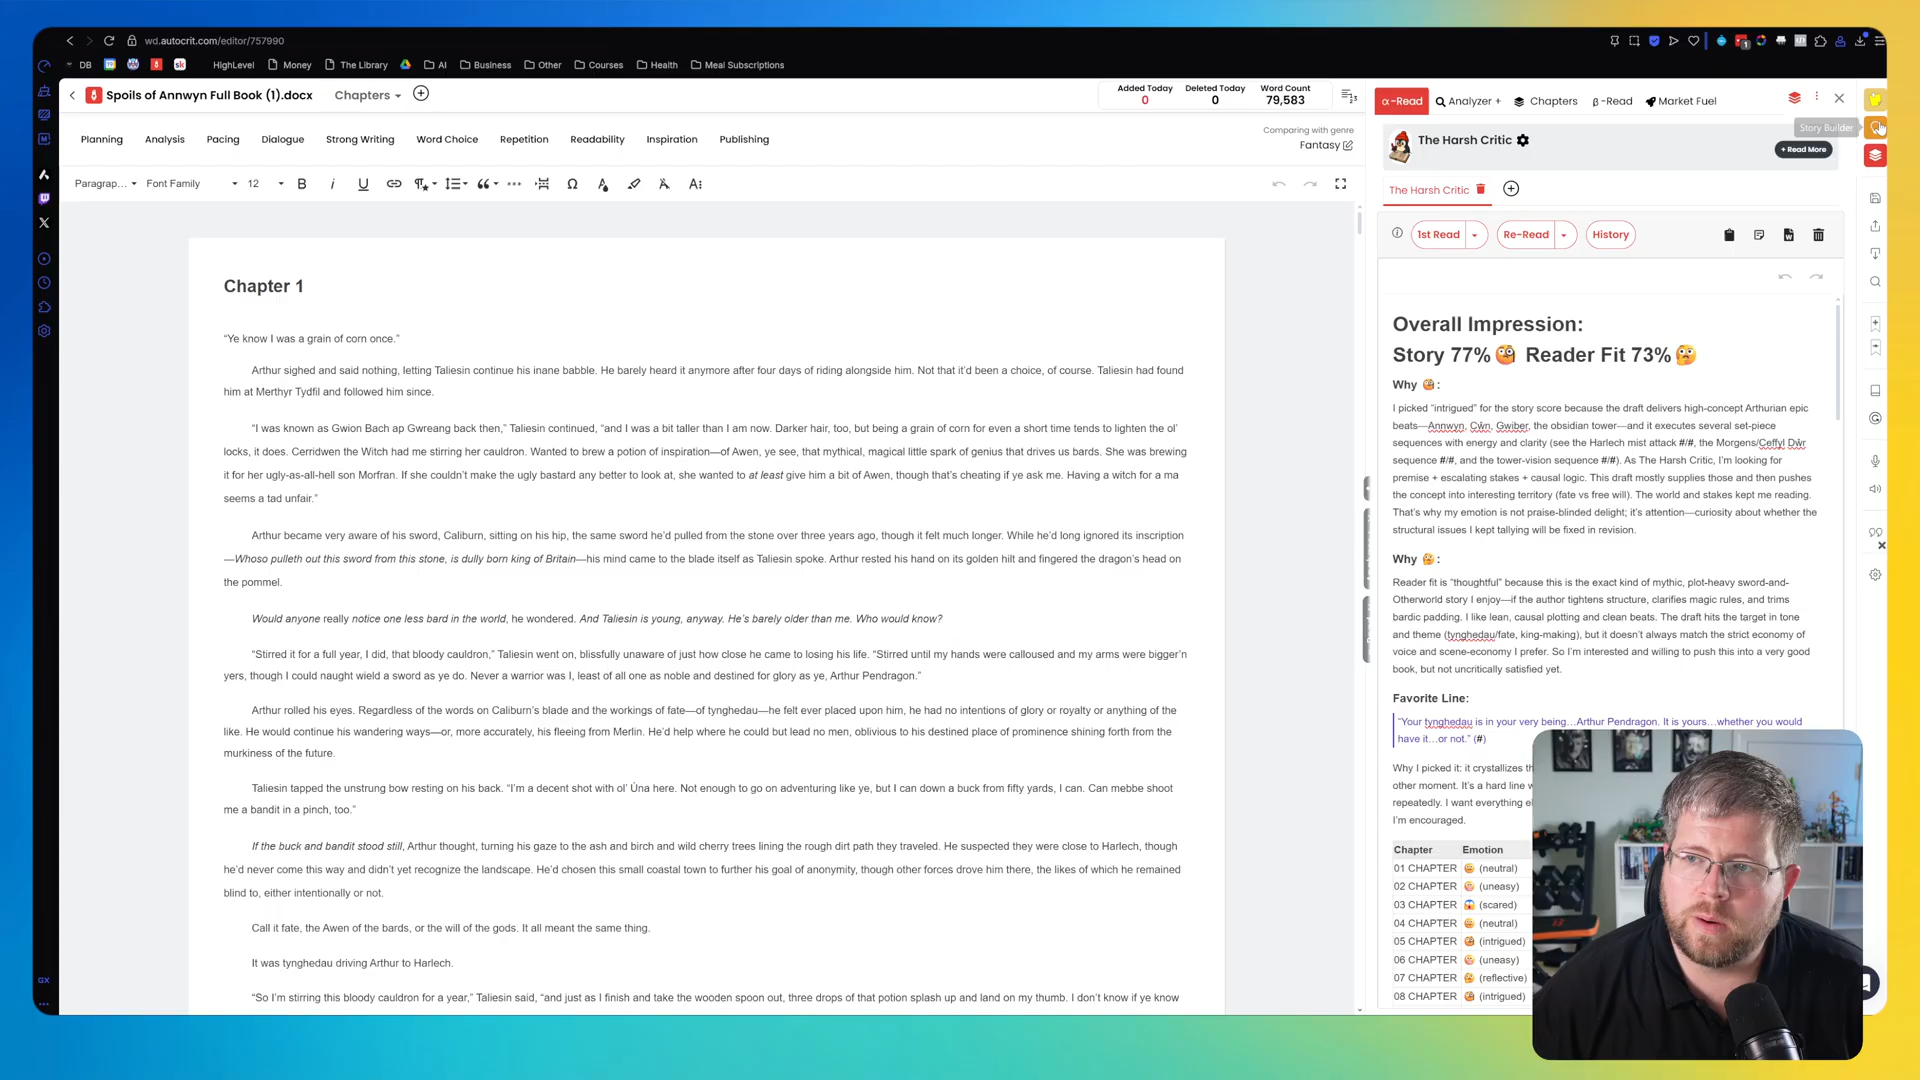 wd.autocrit.com/editor/757990
DB
HighLevel
Money
The Library
AI
Business
Other
Courses
Health
Meal Subscriptions
Spoils of Annwyn Full Book (1).docx
Chapters
Added Today
0
Deleted Today
0
Word Count
79,583
Planning
Analysis
Pacing
Dialogue
Strong Writing
Word Choice
Repetition
Readability
Inspiration
Publishing
Comparing with genre
Fantasy
Paragrap...
Font Family
12
Chapter 1
“Ye know I was a grain of corn once.”
Arthur sighed and said nothing, letting Taliesin continue his inane babble. He barely heard it anymore after four days of riding alongside him. Not that it’d been a choice, of course. Taliesin had found
him at Merthyr Tydfil and followed him since.
“I was known as Gwion Bach ap Gwreang back then,” Taliesin continued, “and I was a bit taller than I am now. Darker hair, too, but being a grain of corn for even a short time tends to lighten the ol’
locks, it does. Cerridwen the Witch had me stirring her cauldron. Wanted to brew a potion of inspiration—of Awen, ye see, that mythical, magical little spark of genius that drives us bards. She was brewing
it for her ugly-as-all-hell son Morfran. If she couldn’t make the ugly bastard any better to look at, she wanted to at least give him a bit of Awen, though that’s cheating if ye ask me. Having a witch for a ma
seems a tad unfair.”
Arthur became very aware of his sword, Caliburn, sitting on his hip, the same sword he’d pulled from the stone over three years ago, though it felt much longer. While he’d long ignored its inscription
—Whoso pulleth out this sword from this stone, is dully born king of Britain—his mind came to the blade itself as Taliesin spoke. Arthur rested his hand on its golden hilt and fingered the dragon’s head on
the pommel.
Would anyone really notice one less bard in the world, he wondered. And Taliesin is young, anyway. He’s barely older than me. Who would know?
“Stirred it for a full year, I did, that bloody cauldron,” Taliesin went on, blissfully unaware of just how close he came to losing his life. “Stirred until my hands were calloused and my arms were bigger’n
yers, though I could naught wield a sword as ye do. Never a warrior was I, least of all one as noble and destined for glory as ye, Arthur Pendragon.”
Arthur rolled his eyes. Regardless of the words on Caliburn’s blade and the workings of fate—of tynghedau—he felt ever placed upon him, he had no intentions of glory or royalty or anything of the
like. He would continue his wandering ways—or, more accurately, his fleeing from Merlin. He’d help where he could but lead no men, oblivious to his destined place of prominence shining forth from the
murkiness of the future.
Taliesin tapped the unstrung bow resting on his back. “I’m a decent shot with ol’ Úna here. Not enough to go on adventuring like ye, but I can down a buck from fifty yards, I can. Can mebbe shoot
me a bandit in a pinch, too.”
If the buck and bandit stood still, Arthur thought, turning his gaze to the ash and birch and wild cherry trees lining the rough dirt path they traveled. He suspected they were close to Harlech, though
he’d never come this way and didn’t yet recognize the landscape. He’d chosen this small coastal town to further his goal of anonymity, though other forces drove him there, the likes of which he remained
blind to, either intentionally or not.
Call it fate, the Awen of the bards, or the will of the gods. It all meant the same thing.
It was tynghedau driving Arthur to Harlech.
“So I’m stirring this bloody cauldron for a year,” Taliesin said, “and just as I finish and take the wooden spoon out, three drops of that potion splash up and land on my thumb. I don’t know if ye know
α-Read
Analyzer +
Chapters
β-Read
Market Fuel
Story Builder
The Harsh Critic
+ Read More
The Harsh Critic
1st Read
Re-Read
History
Overall Impression:
Story 77% 🧐 Reader Fit 73% 🤔
Why 🧐:
I picked “intrigued” for the story score because the draft delivers high-concept Arthurian epic
beats—Annwyn, Cŵn, Gwiber, the obsidian tower—and it executes several set-piece
sequences with energy and clarity (see the Harlech mist attack #/#, the Morgens/Ceffyl Dŵr
sequence #/#, and the tower-vision sequence #/#). As The Harsh Critic, I’m looking for
premise + escalating stakes + causal logic. This draft mostly supplies those and then pushes
the concept into interesting territory (fate vs free will). The world and stakes kept me reading.
That’s why my emotion is not praise-blinded delight; it’s attention—curiosity about whether the
structural issues I kept tallying will be fixed in revision.
Why 🤔:
Reader fit is “thoughtful” because this is the exact kind of mythic, plot-heavy sword-and-
Otherworld story I enjoy—if the author tightens structure, clarifies magic rules, and trims
bardic padding. I like lean, causal plotting and clean beats. The draft hits the target in tone
and theme (tynghedau/fate, king-making), but it doesn’t always match the strict economy of
voice and scene-economy I prefer. So I’m interested and willing to push this into a very good
book, but not uncritically satisfied yet.
Favorite Line:
“Your tynghedau is in your very being…Arthur Pendragon. It is yours…whether you would
have it…or not.” (#)
Why I picked it: it crystallizes th
other moment. It’s a hard line w
repeatedly. I want everything el
I’m encouraged.
Chapter Emotion
01 CHAPTER (neutral)
02 CHAPTER (uneasy)
03 CHAPTER (scared)
04 CHAPTER (neutral)
05 CHAPTER (intrigued)
06 CHAPTER (uneasy)
07 CHAPTER (reflective)
08 CHAPTER (intrigued)
GX